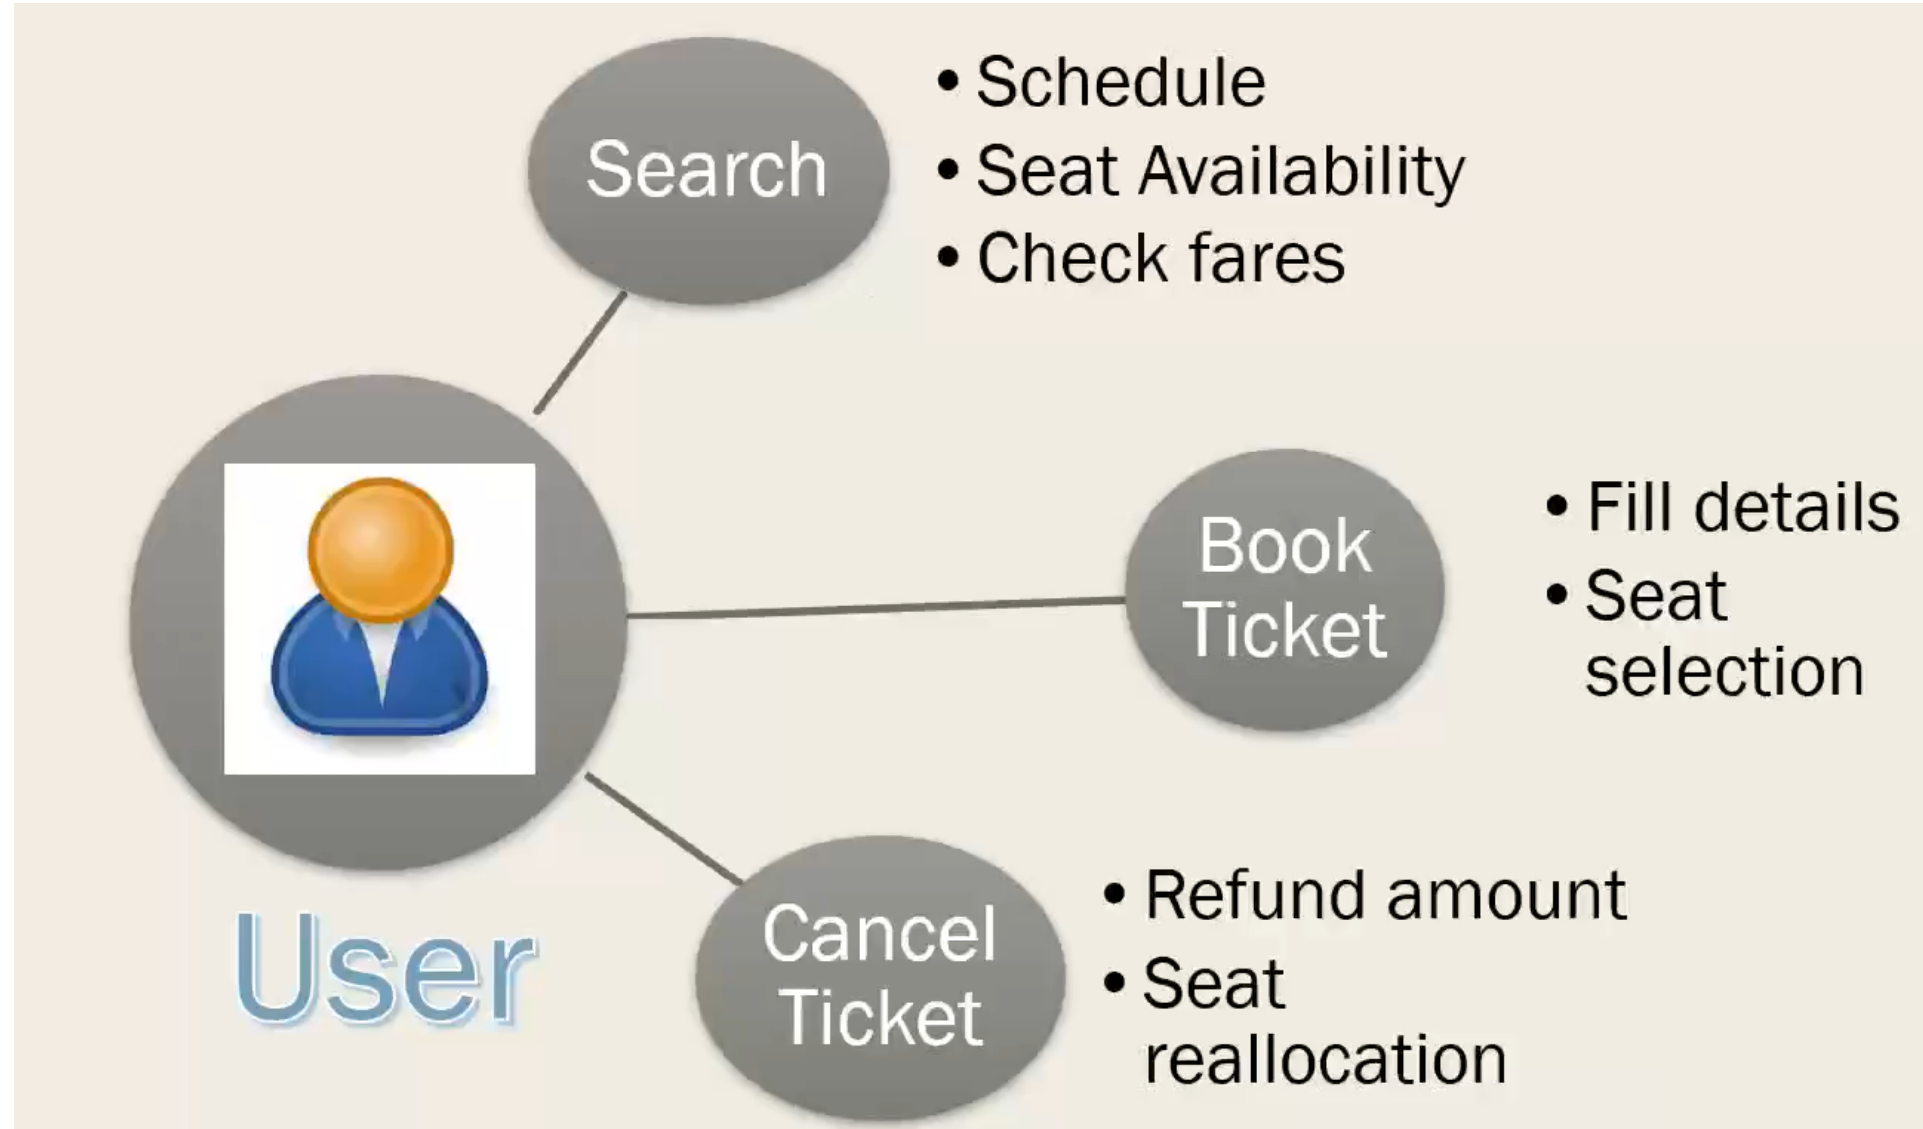 Search
• Schedule
• Seat Availability
• Check fares
Book
Ticket
• Fill details
• Seat
selection
User
Cancel
Ticket
• Refund amount
• Seat
reallocation